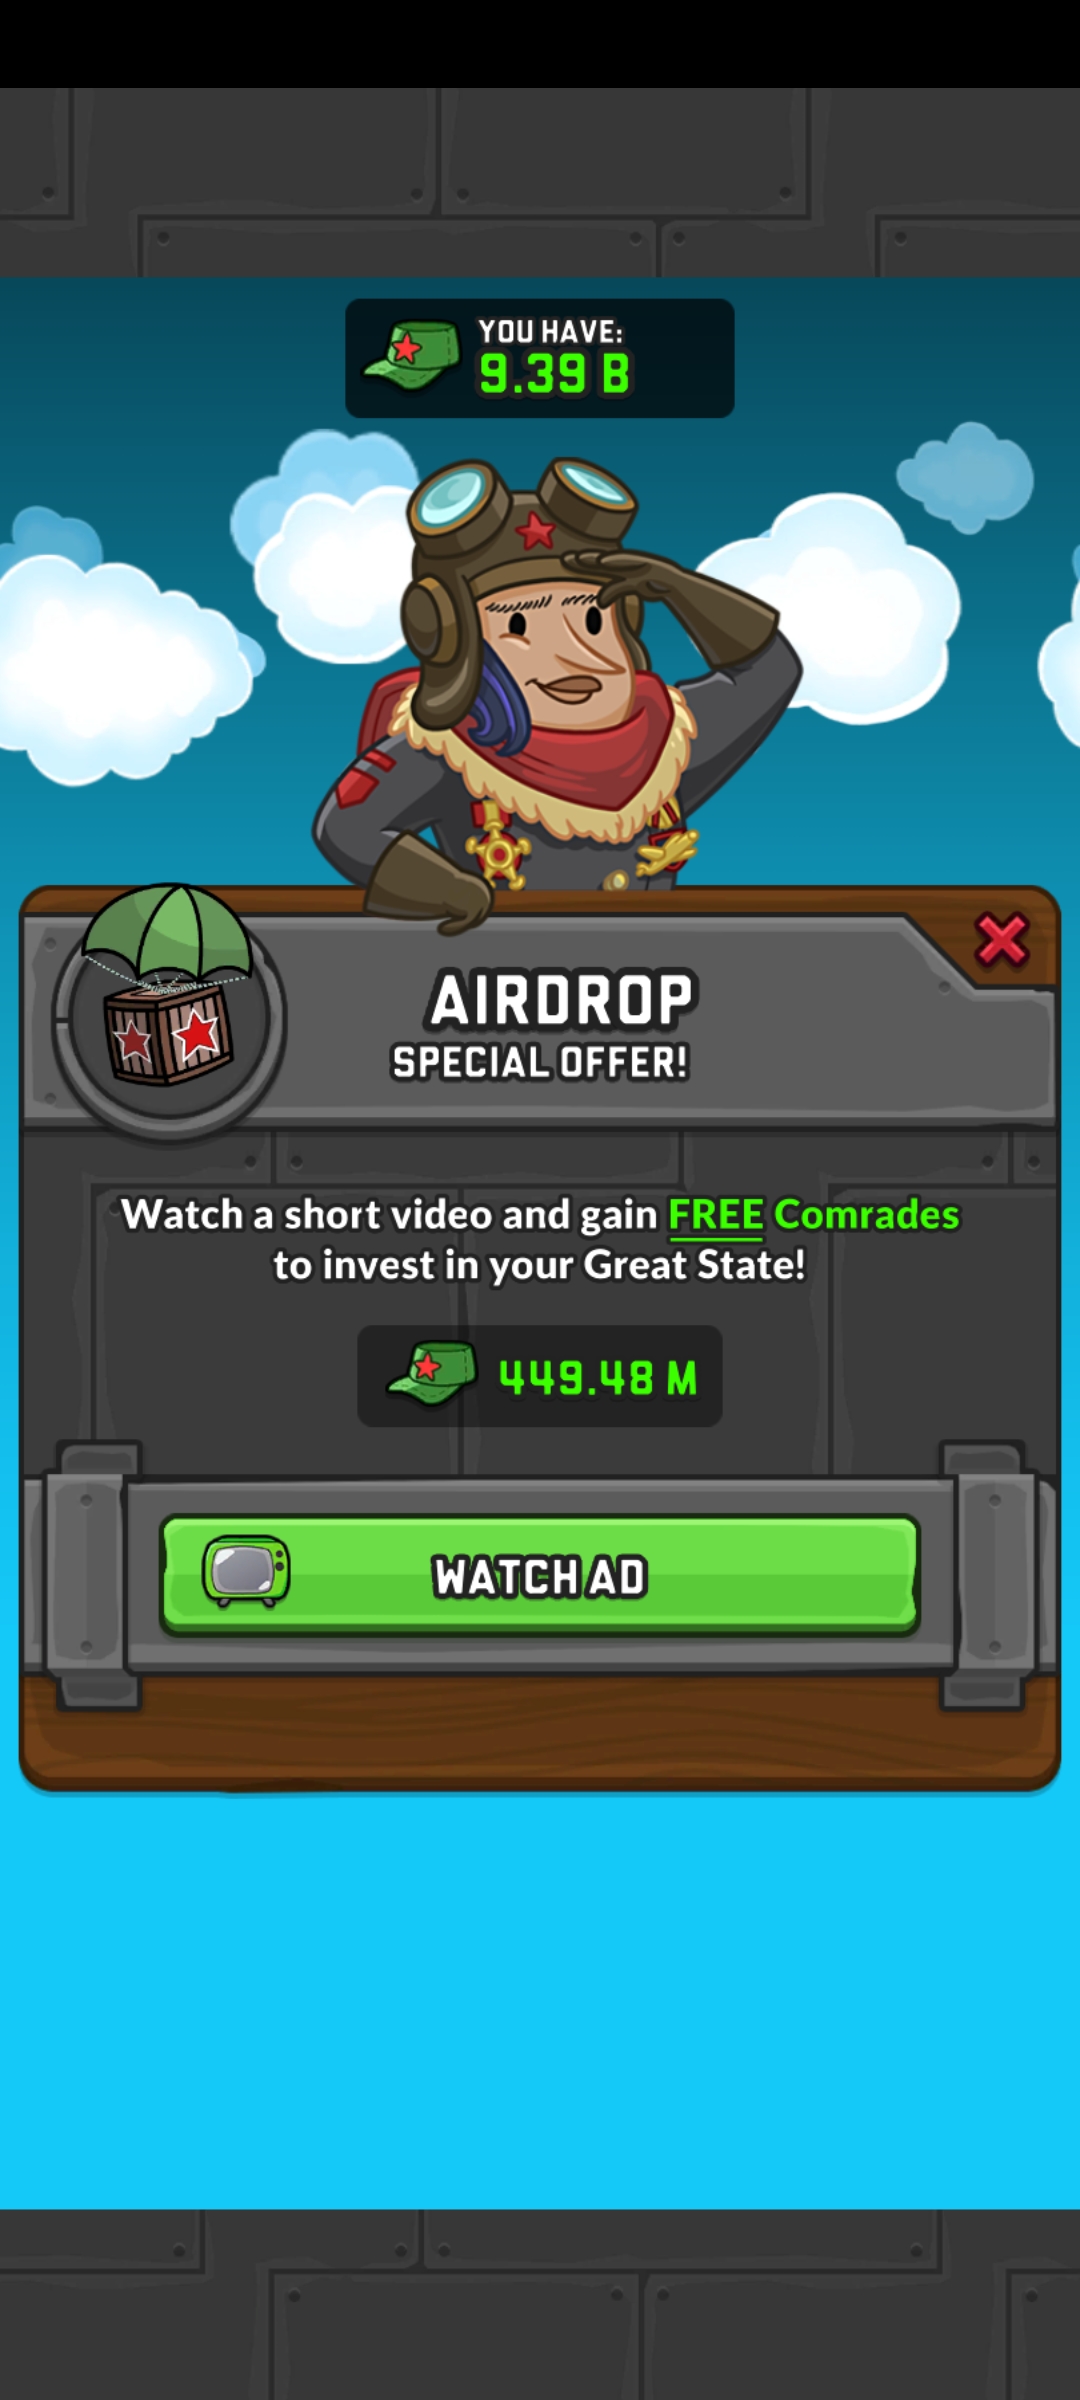 YOU HAVE:
9.39 B
AIRDROP
SPECIAL OFFER!
Watch a short video and gain FREE Comrades
to invest in your Great State!
449.48 M
WATCH AD